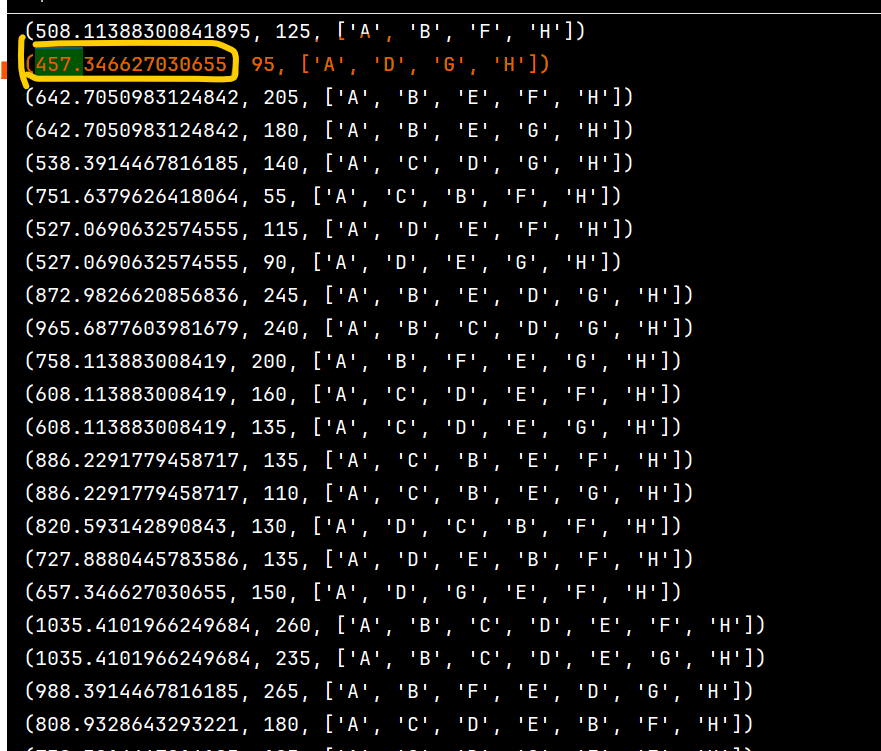 (508.11388300841895, 125, ['A', 'B', 'F', 'H'])
(457.346627030655, 95, ['A', 'D', 'G', 'H'])
(642.7050983124842, 205, ['A', 'B', 'E', 'F', 'H'])
(642.7050983124842, 180, ['A', 'B', 'E', 'G', 'H'])
(538.3914467816185, 140, ['A', 'C', 'D', 'G', 'H'])
(751.6379626418064, 55, ['A', 'C', 'B', 'F', 'H'])
(527.0690632574555, 115, ['A', 'D', 'E', 'F', 'H'])
(527.0690632574555, 90, ['A', 'D', 'E', 'G', 'H'])
(872.9826620856836, 245, ['A', 'B', 'E', 'D', 'G', 'H'])
(965.6877603981679, 240, ['A', 'B', 'C', 'D', 'G', 'H'])
(758.113883008419, 200, ['A', 'B', 'F', 'E', 'G', 'H'])
(608.113883008419, 160, ['A', 'C', 'D', 'E', 'F', 'H'])
(608.113883008419, 135, ['A', 'C', 'D', 'E', 'G', 'H'])
(886.2291779458717, 135, ['A', 'C', 'B', 'E', 'F', 'H'])
(886.2291779458717, 110, ['A', 'C', 'B', 'E', 'G', 'H'])
(820.593142890843, 130, ['A', 'D', 'C', 'B', 'F', 'H'])
(727.8880445783586, 135, ['A', 'D', 'E', 'B', 'F', 'H'])
(657.346627030655, 150, ['A', 'D', 'G', 'E', 'F', 'H'])
(1035.4101966249684, 260, ['A', 'B', 'C', 'D', 'E', 'F', 'H'])
(1035.4101966249684, 235, ['A', 'B', 'C', 'D', 'E', 'G', 'H'])
(988.3914467816185, 265, ['A', 'B', 'F', 'E', 'D', 'G', 'H'])
(808.9328643293221, 180, ['A', 'C', 'D', 'E', 'B', 'F', 'H'])